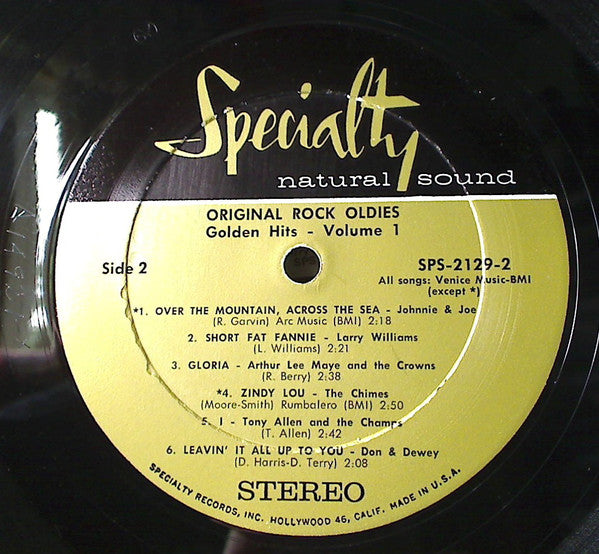 Specialty
natural sound
ORIGINAL ROCK OLDIES
Golden Hits - Volume 1
Side 2
SPS-2129-2
All songs: Venice Music-BMI
(except *)
*1. OVER THE MOUNTAIN, ACROSS THE SEA - Johnnie & Joe
(R. Garvin) Arc Music (BMI) 2:18
2. SHORT FAT FANNIE - Larry Williams
(L. Williams) 2:21
3. GLORIA - Arthur Lee Maye and the Crowns
(R. Berry) 2:38
*4. ZINDY LOU - The Chimes
(Moore-Smith) Rumbalero (BMI) 2:50
5. I - Tony Allen and the Champs
(T. Allen) 2:42
6. LEAVIN' IT ALL UP TO YOU - Don & Dewey
(D. Harris-D. Terry) 2:08
STEREO
SPECIALTY RECORDS, INC. HOLLYWOOD 46, CALIF. MADE IN U.S.A.